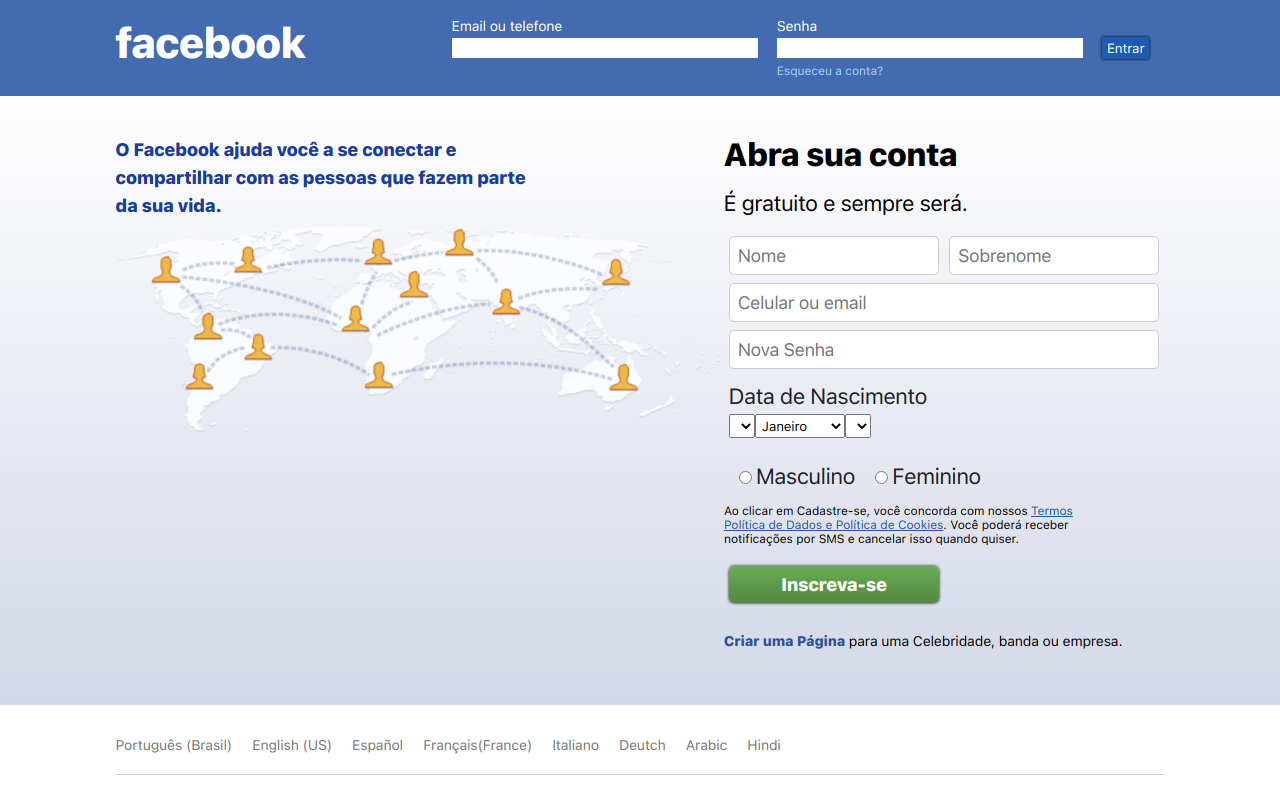 facebook
Email ou telefone
Senha
Entrar
Esqueceu a conta?
O Facebook ajuda você a se conectar e
compartilhar com as pessoas que fazem parte
da sua vida.
Abra sua conta
É gratuito e sempre será.
Nome
Sobrenome
Celular ou email
Nova Senha
Data de Nascimento
Janeiro
Masculino
Feminino
Ao clicar em Cadastre-se, você concorda com nossos Termos
Política de Dados e Política de Cookies. Você poderá receber
notificações por SMS e cancelar isso quando quiser.
Inscreva-se
Criar uma Página para uma Celebridade, banda ou empresa.
Português (Brasil) English (US) Español Français(France) Italiano Deutch Arabic Hindi